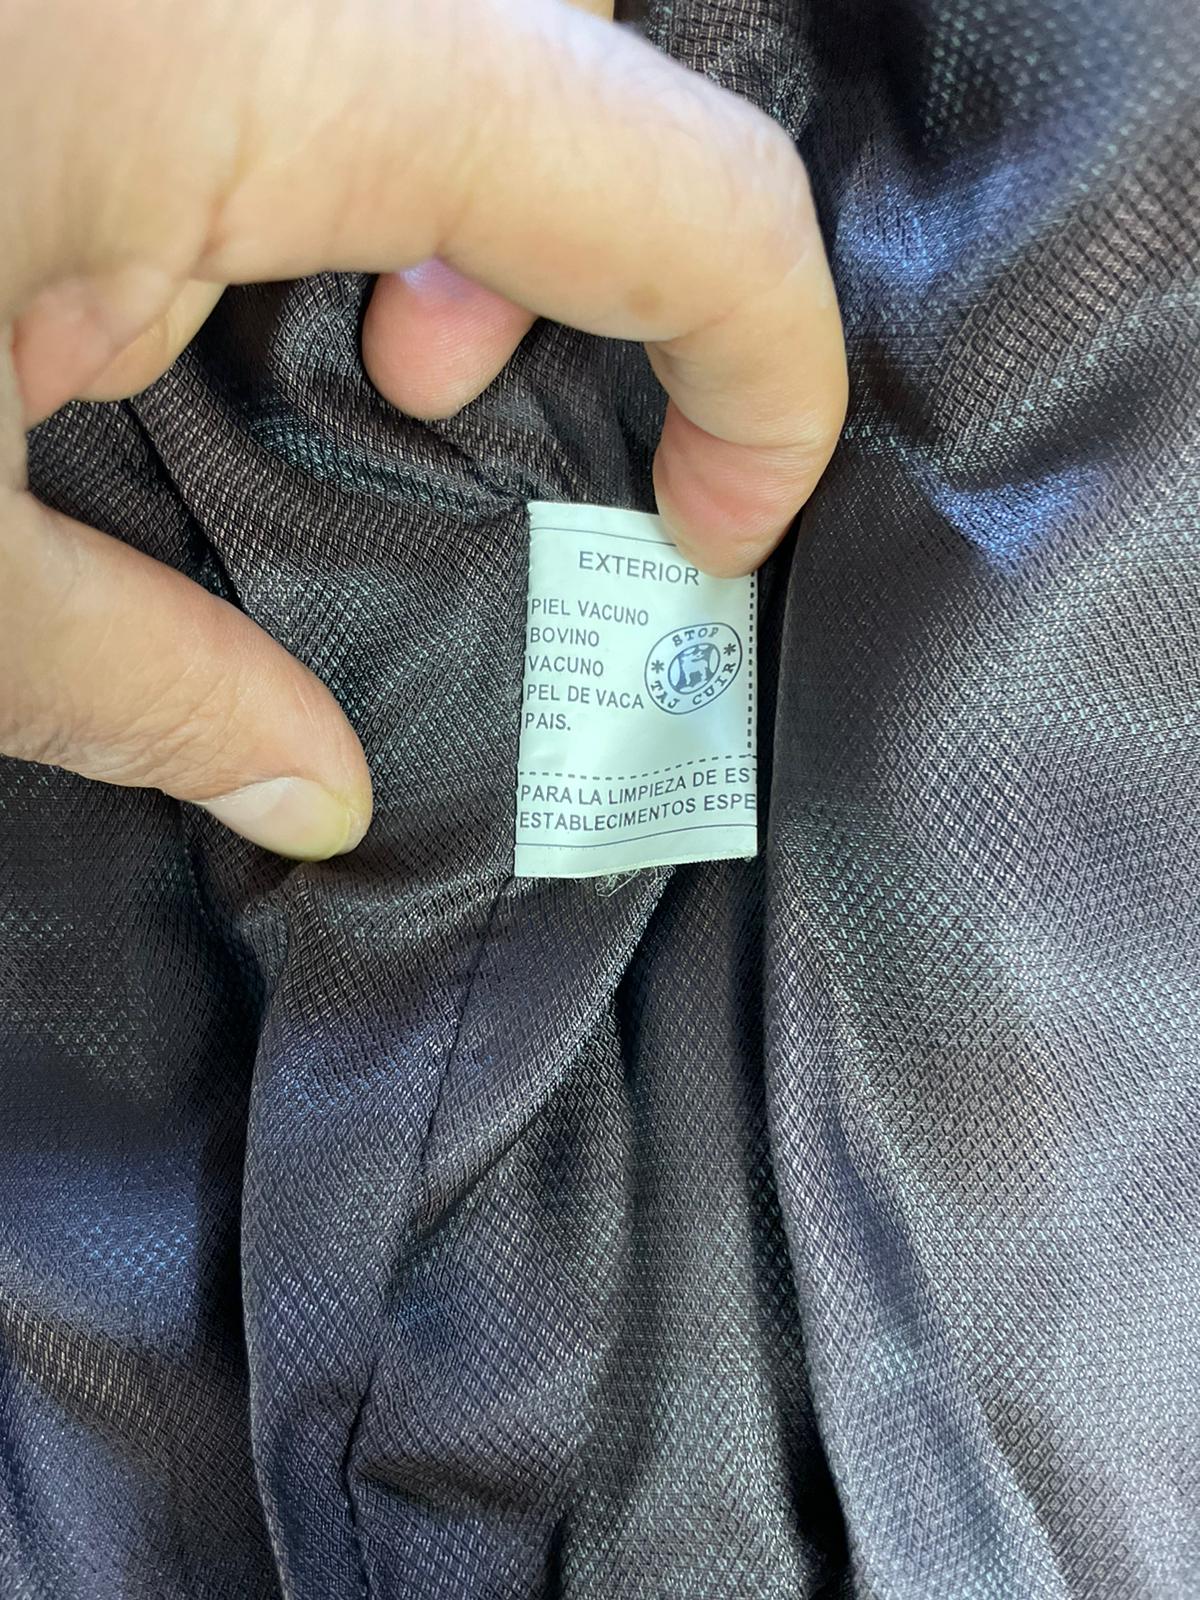 EXTERIOR
PIEL VACUNO
BOVINO
VACUNO
PEL DE VACA
PAIS.
STOP
TAJ CUIR
PARA LA LIMPIEZA DE EST
ESTABLECIMENTOS ESPE